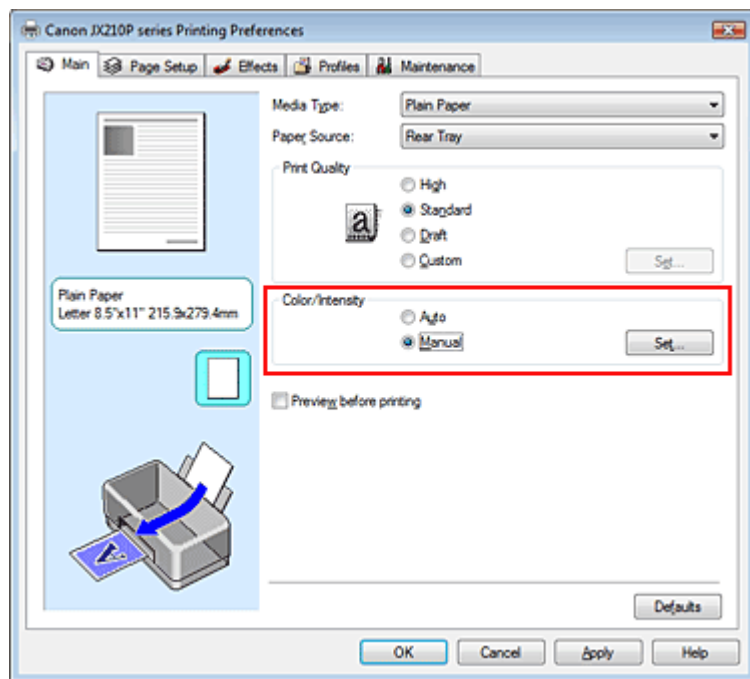 Canon JX210P series Printing Preferences
Main Page Setup Effects Profiles Maintenance
Media Type: Plain Paper
Paper Source: Rear Tray
Print Quality
High
a Standard
Draft
Custom Set...
Plain Paper
Letter 8.5"x11" 215.9x279.4mm
Color/Intensity
Auto
Manual Set...
Preview before printing
A
Defaults
OK Cancel Apply Help